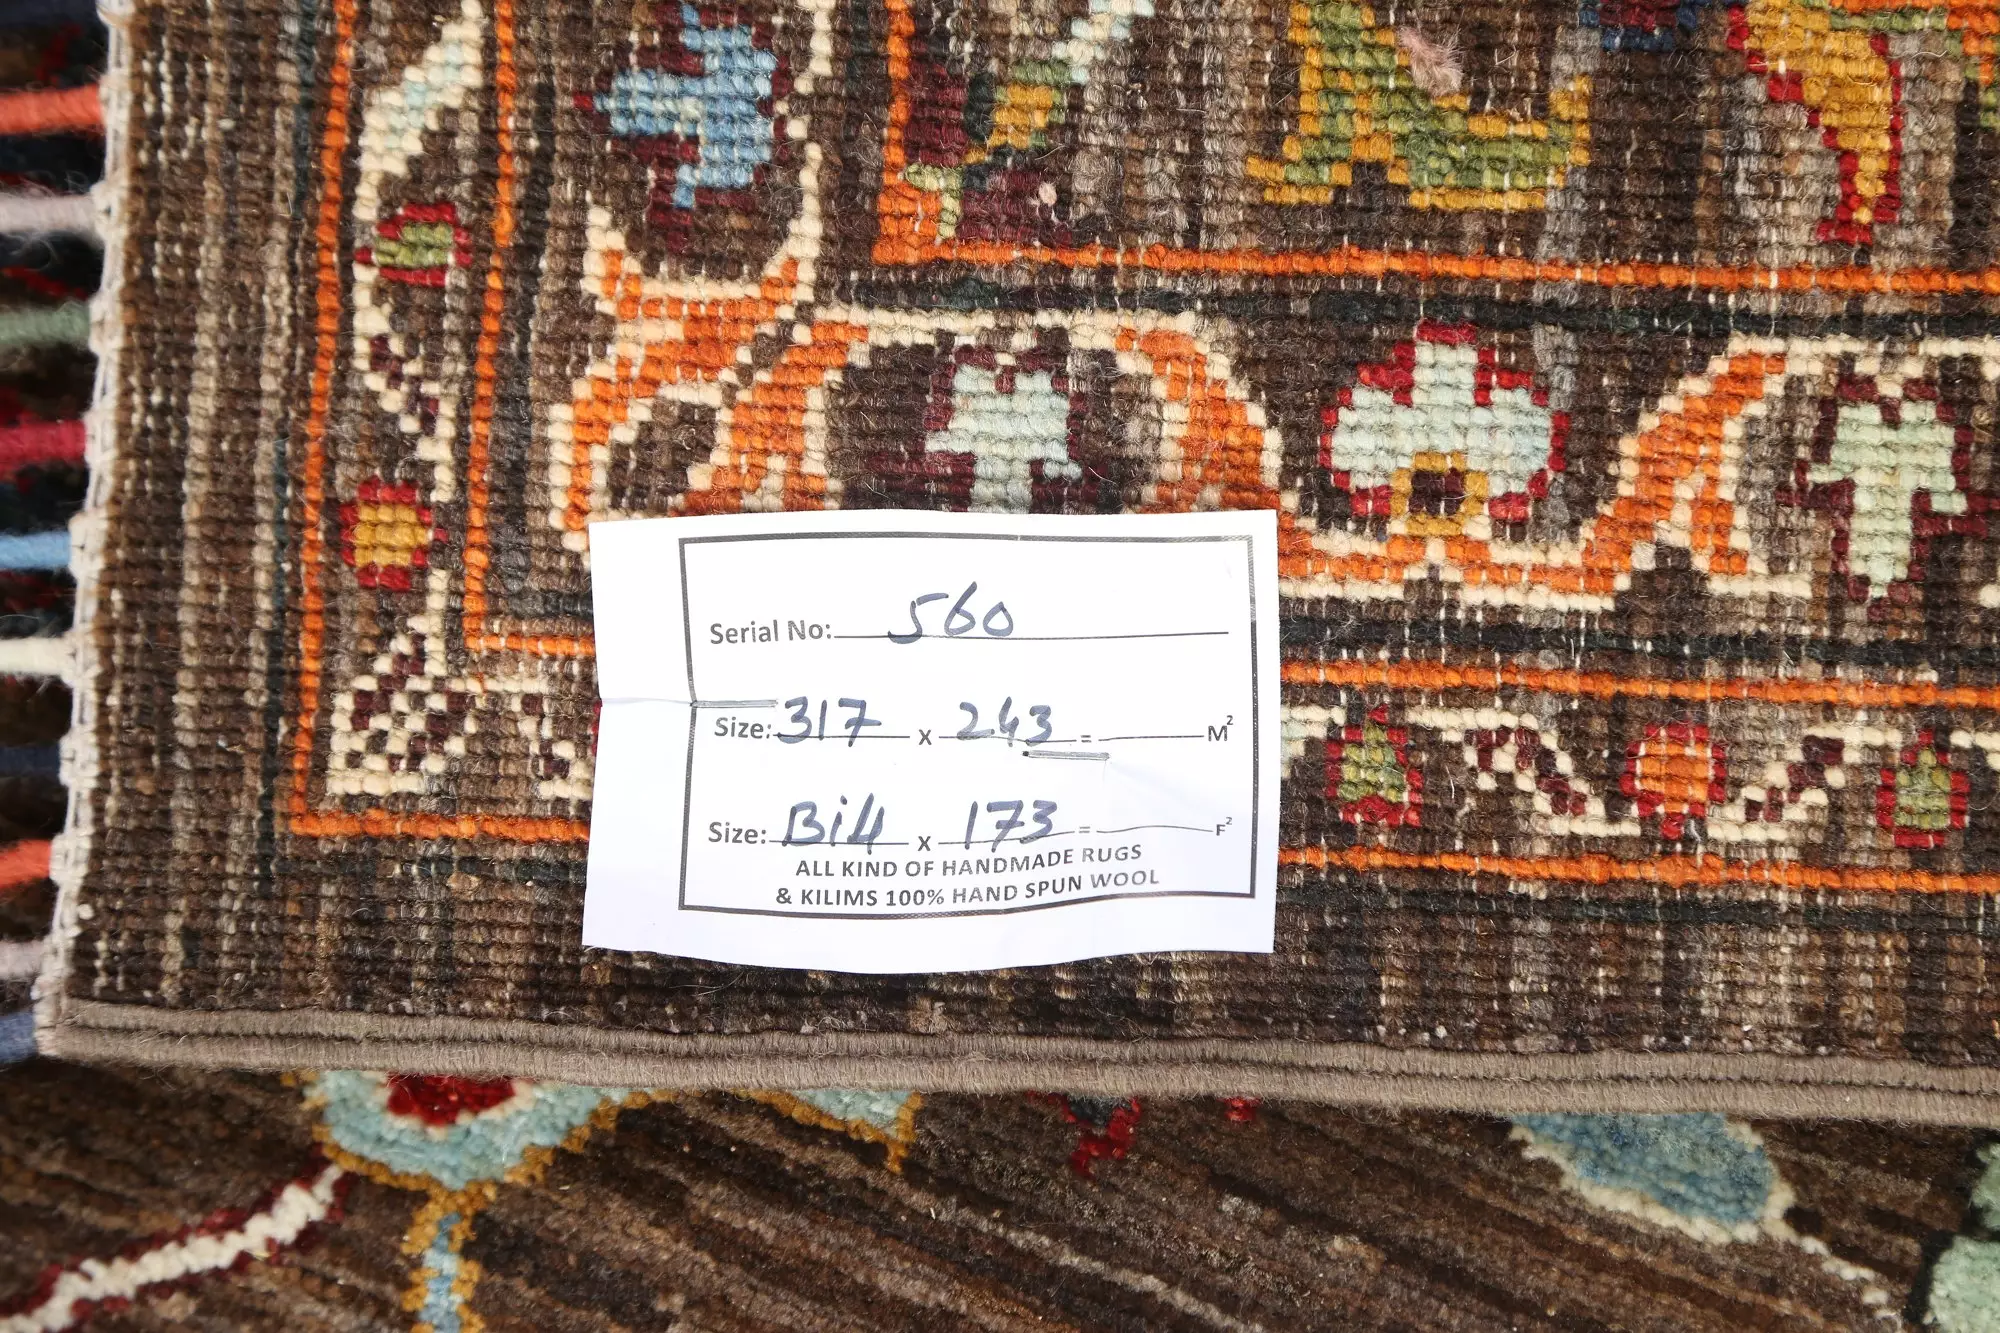 Serial No: 560
Size: 317 x 243 = M²
Size: Bil4 x 173 = F²
ALL KIND OF HANDMADE RUGS
& KILIMS 100% HAND SPUN WOOL